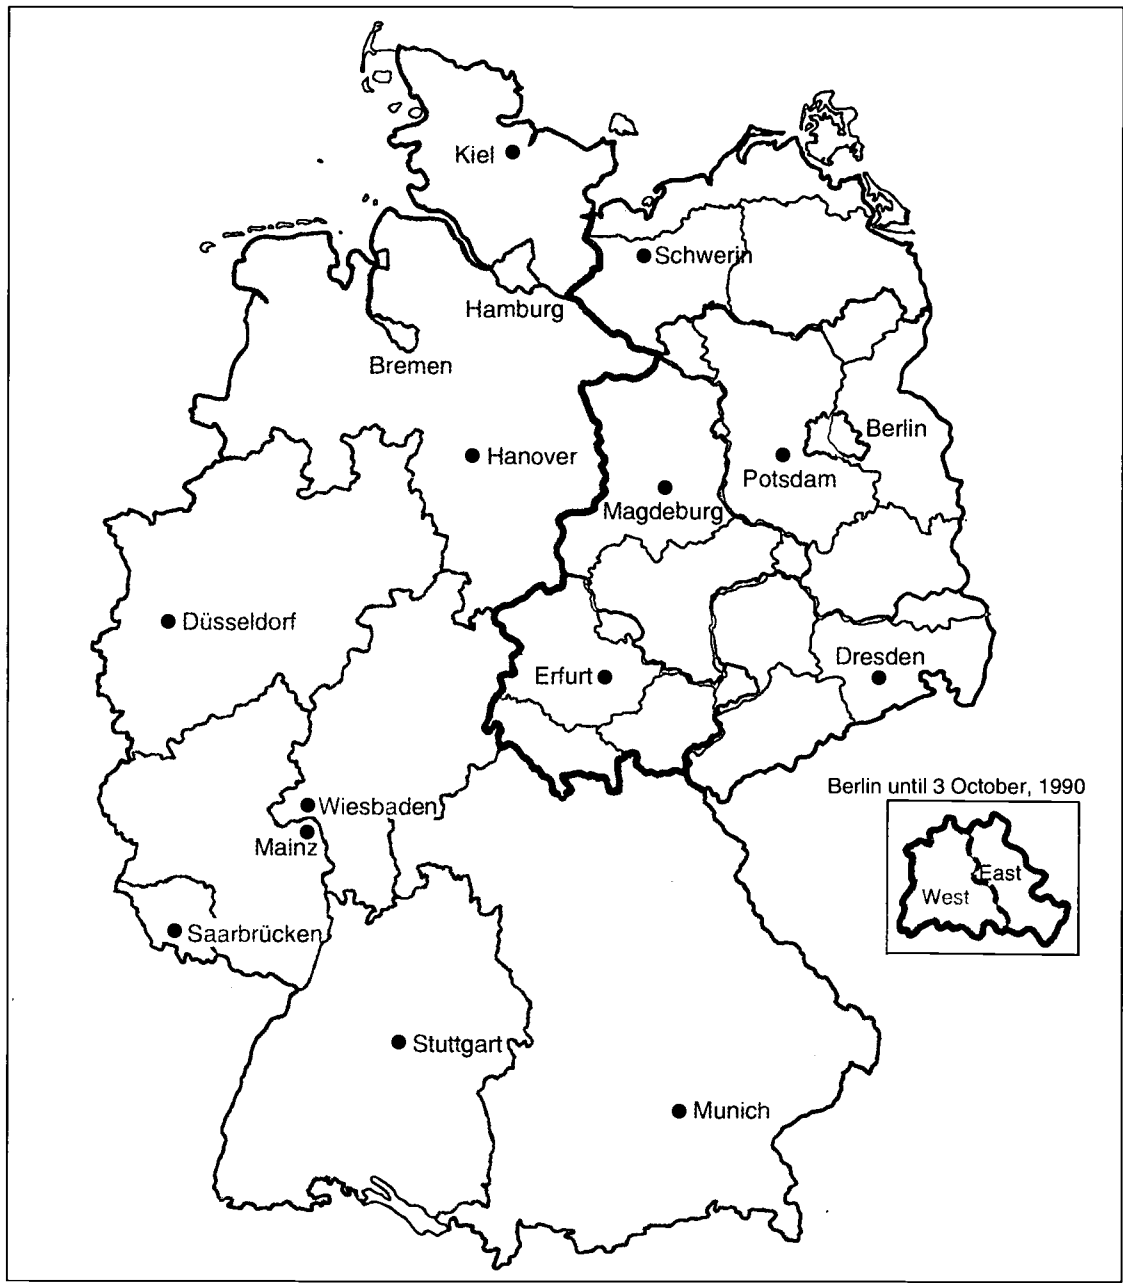 Kiel
Schwerin
Hamburg
Bremen
Berlin
Hanover
Potsdam
Magdeburg
Düsseldorf
Dresden
Erfurt
Berlin until 3 October, 1990
Wiesbaden
Mainz
East
West
Saarbrücken
Stuttgart
Munich